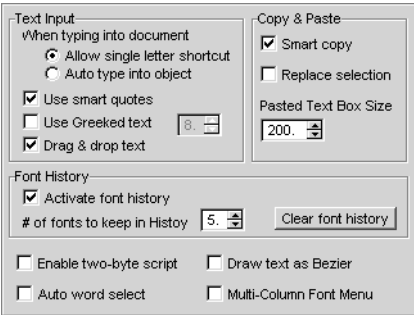 Text Input
When typing into document
Allow single letter shortcut
Auto type into object
Use smart quotes
Use Greeked text 8.
Drag & drop text
Copy & Paste
Smart copy
Replace selection
Pasted Text Box Size
200.
Font History
Activate font history
# of fonts to keep in Histoy 5. Clear font history
Enable two-byte script Draw text as Bezier
Auto word select Multi-Column Font Menu